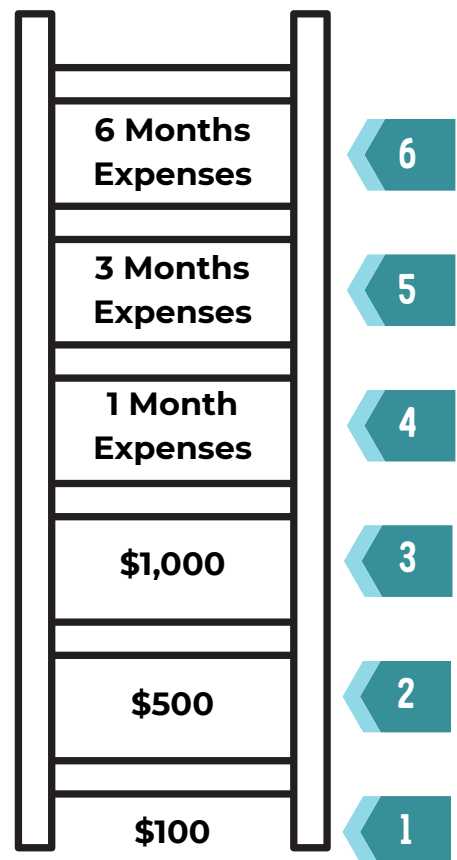 6 Months
Expenses
6
3 Months
Expenses
5
1 Month
Expenses
4
$1,000
3
$500
2
$100
1